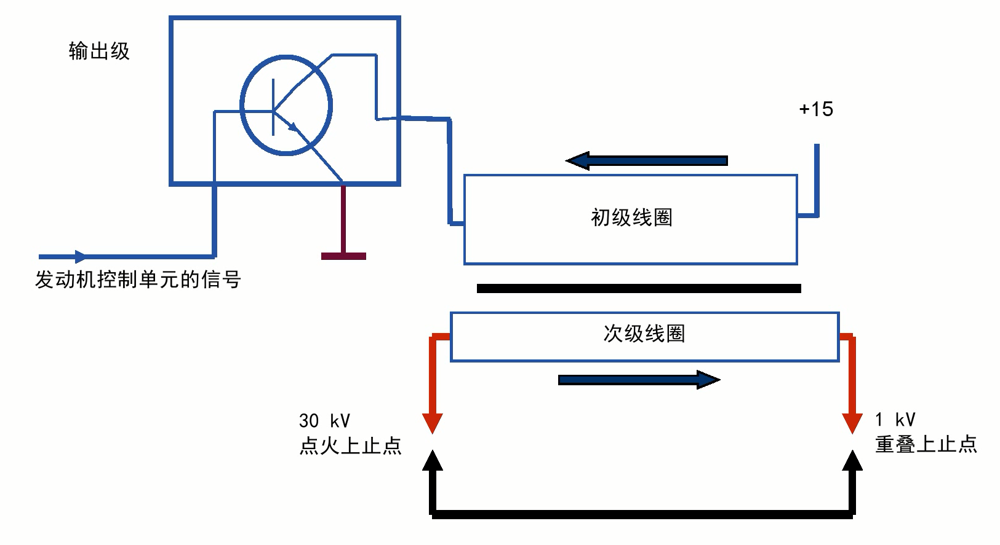 输出级
+15
初级线圈
发动机控制单元的信号
次级线圈
30 kV
点火上止点
1 kV
重叠上止点